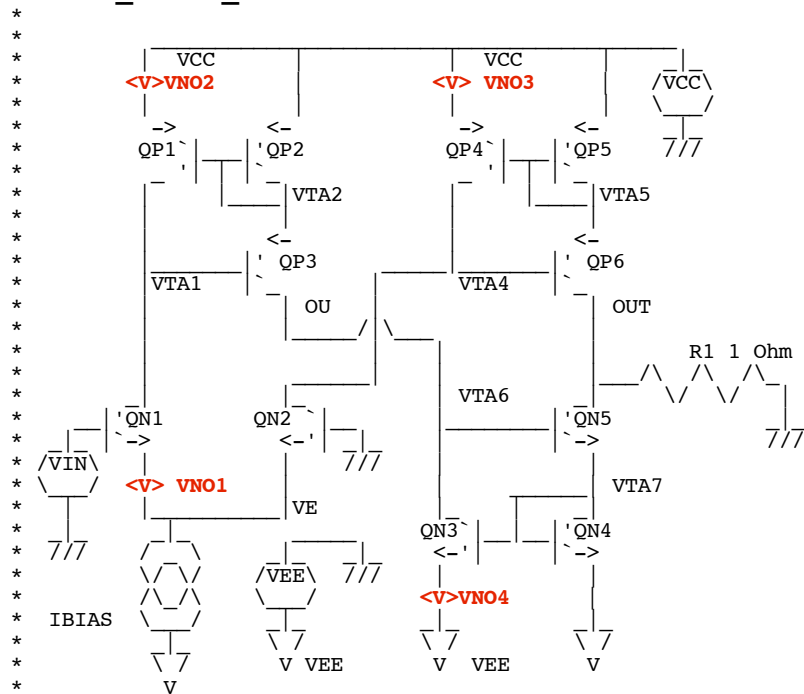 VCC VCC
<V>VNO2 <V> VNO3 VCC
-> <- -> <-
QP1 QP2 QP4 QP5
VTA2 VTA5
<- <-
QP3 QP6
VTA1 VTA4
OU OUT
R1 1 Ohm
VTA6
QN1 QN2 QN5
-> <- ->
VIN
<V> VNO1 VTA7
VE
QN3 QN4
<- ->
VEE
<V>VNO4
IBIAS
V VEE V VEE V
V